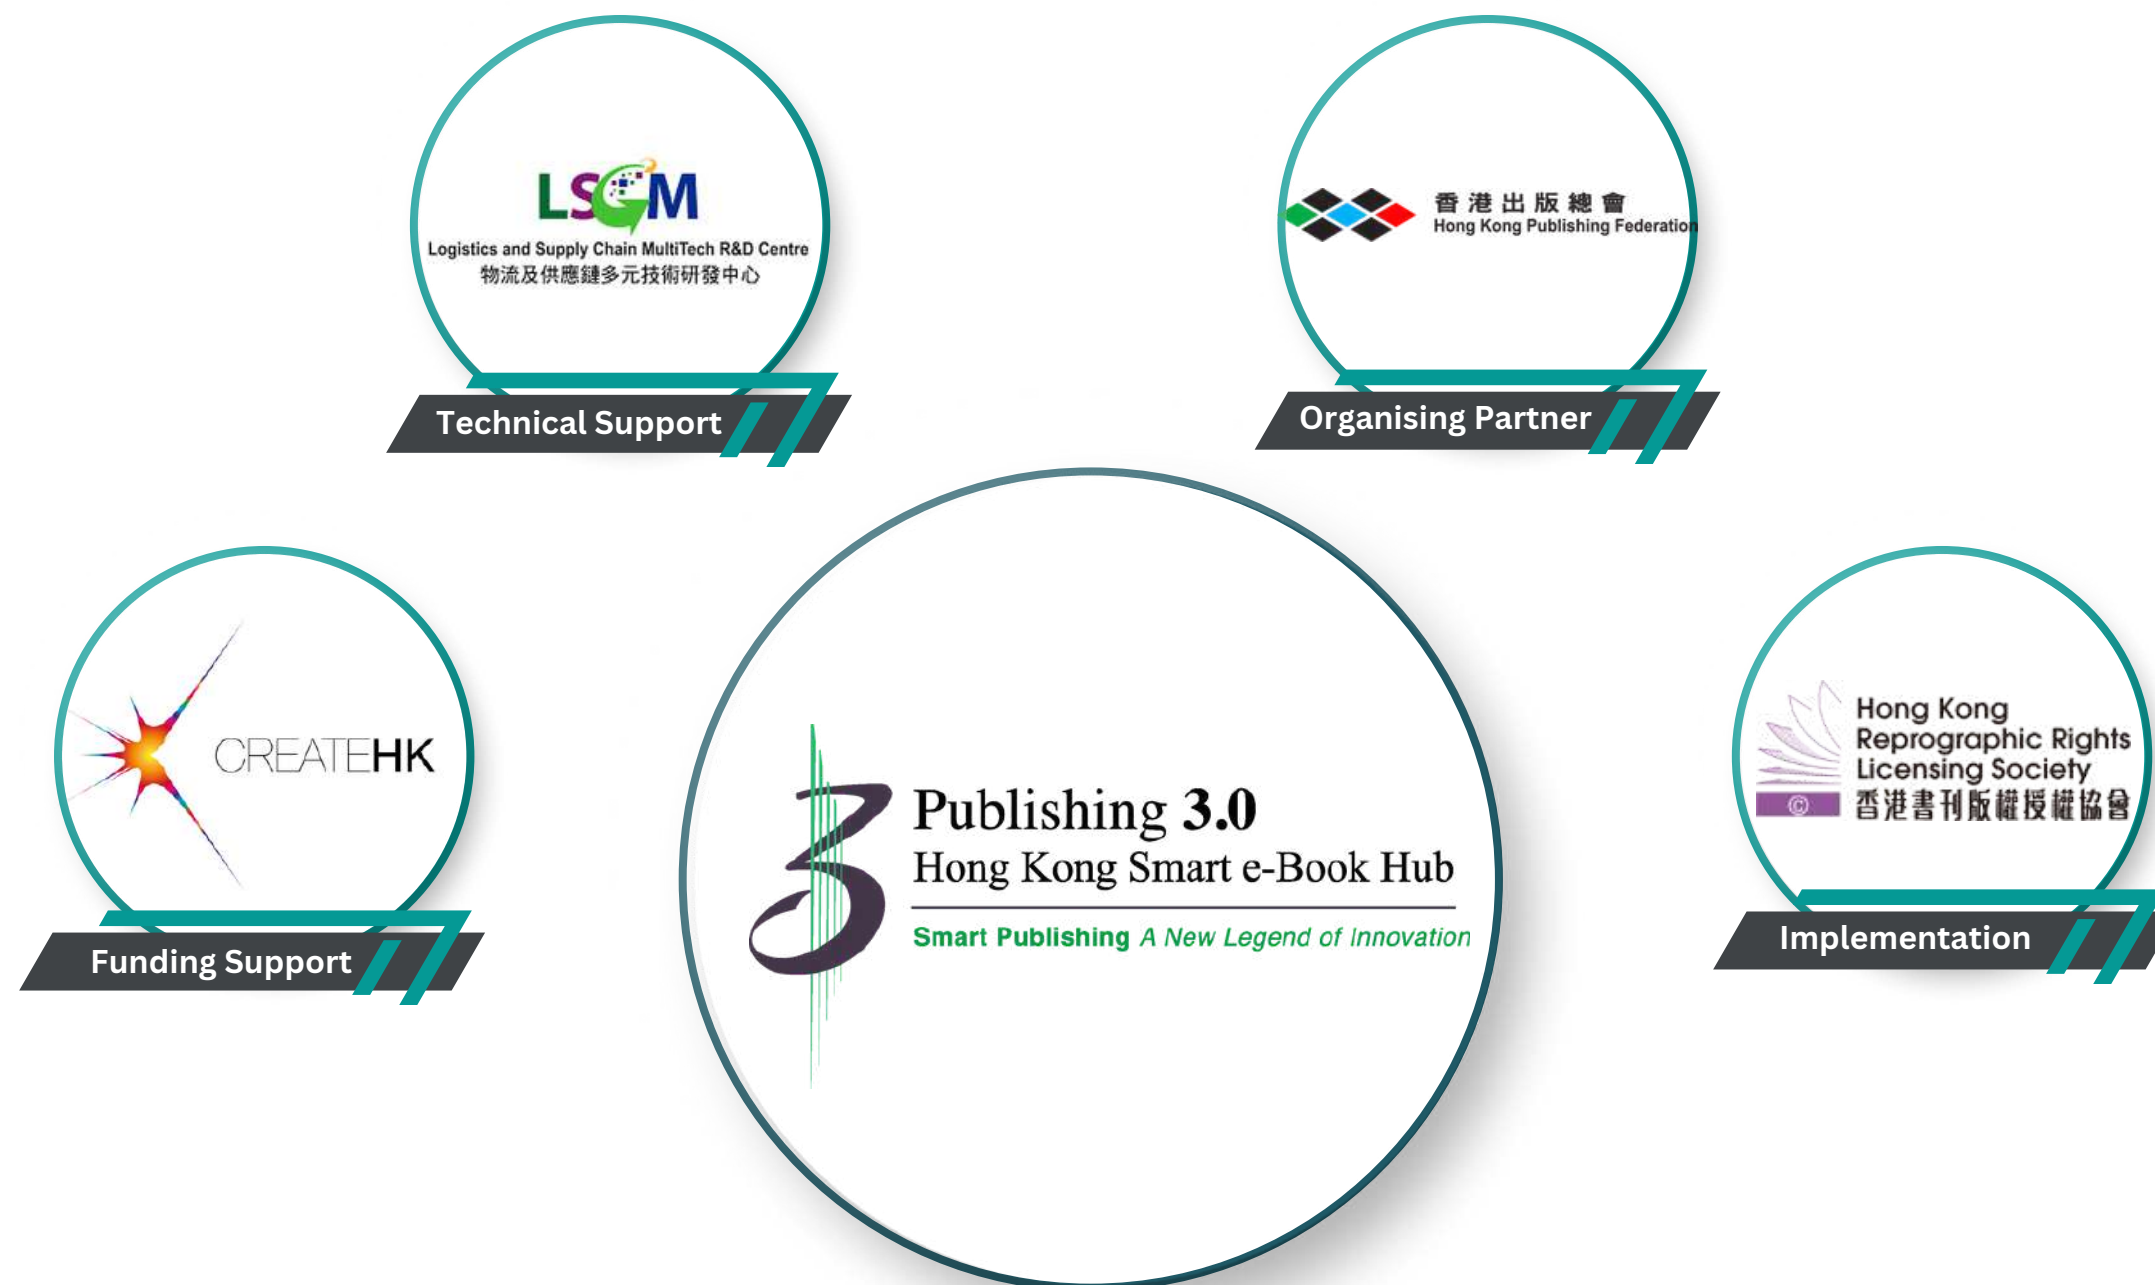 LSCM
Logistics and Supply Chain MultiTech R&D Centre
物流及供應鏈多元技術研發中心
Technical Support
香港出版總會
Hong Kong Publishing Federation
Organising Partner
CREATEHK
Funding Support
Publishing 3.0
Hong Kong Smart e-Book Hub
Smart Publishing A New Legend of Innovation
Hong Kong
Reprographic Rights
Licensing Society
香港書刊版權授權協會
©
Implementation